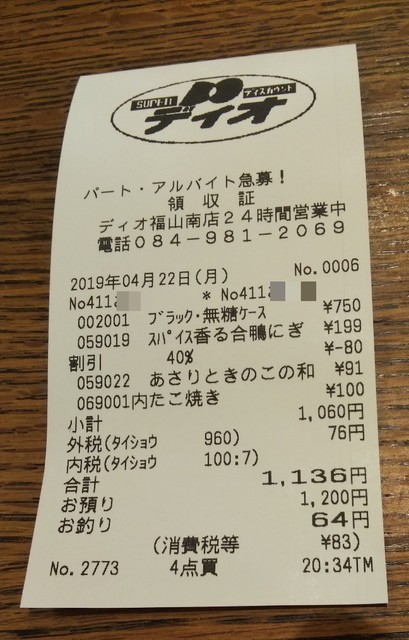 SUPER ディスカウント
ディオ
パート・アルバイト急募!
領収証
ディオ福山南店24時間営業中
電話084-981-2069
2019年04月22日(月) No.0006
No411 * No411
002001 ブラック・無糖ケース ¥750
059019 スパイス香る合鴨にぎ ¥199
割引 40% ¥-80
059022 あさりときのこの和 ¥91
069001内たこ焼き ¥100
小計 1,060円
外税(タイショウ 960) 76円
内税(タイショウ 100:7)
合計 1,136円
お預り 1,200円
お釣り 64円
(消費税等 ¥83)
No.2773 4点買 20:34TM